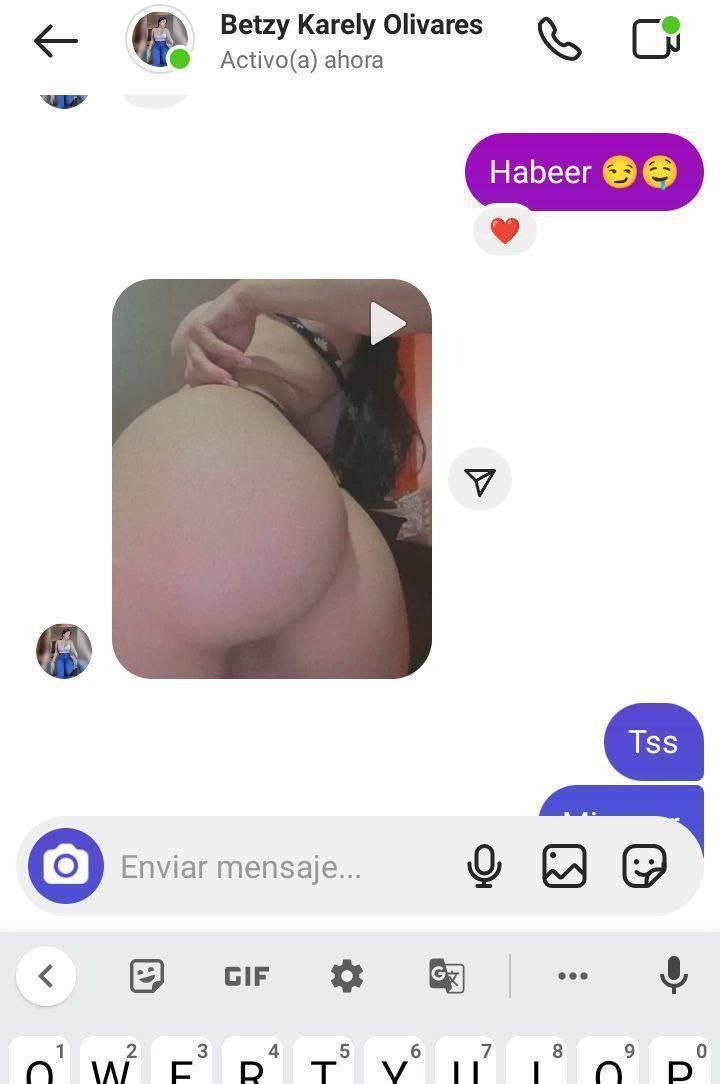 Betzy Karely Olivares
Activo(a) ahora
Habeer 😏🤤
Tss
Enviar mensaje...
GIF
G
1 2 3 4 5 6 7 8 9 0
Q W E R T Y U I O P